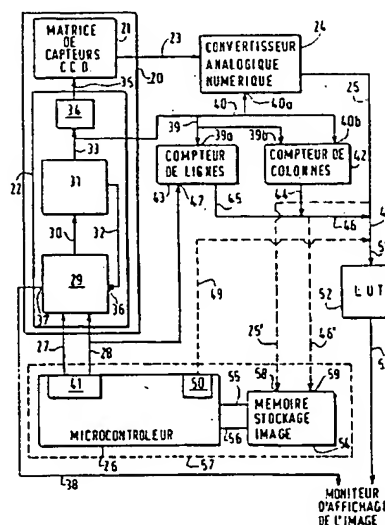 MATRICE
DE
CAPTEURS
C.C.D.
21
23
20
CONVERTISSEUR
ANALOGIQUE
NUMERIQUE
24
25
35
34
40
40a
33
39
39a
39b
40b
22
31
COMPTEUR
DE LIGNES
COMPTEUR DE
COLONNES
42
43
47
45
44
46
32
30
29
36
37
49
52
LUT
27
28
25'
46'
41
50
58
59
55
56
MEMOIRE
STOCKAGE
IMAGE
54
MICROCONTROLEUR
26
57
38
MONITEUR
D'AFFICHAGE
DE L'IMAGE